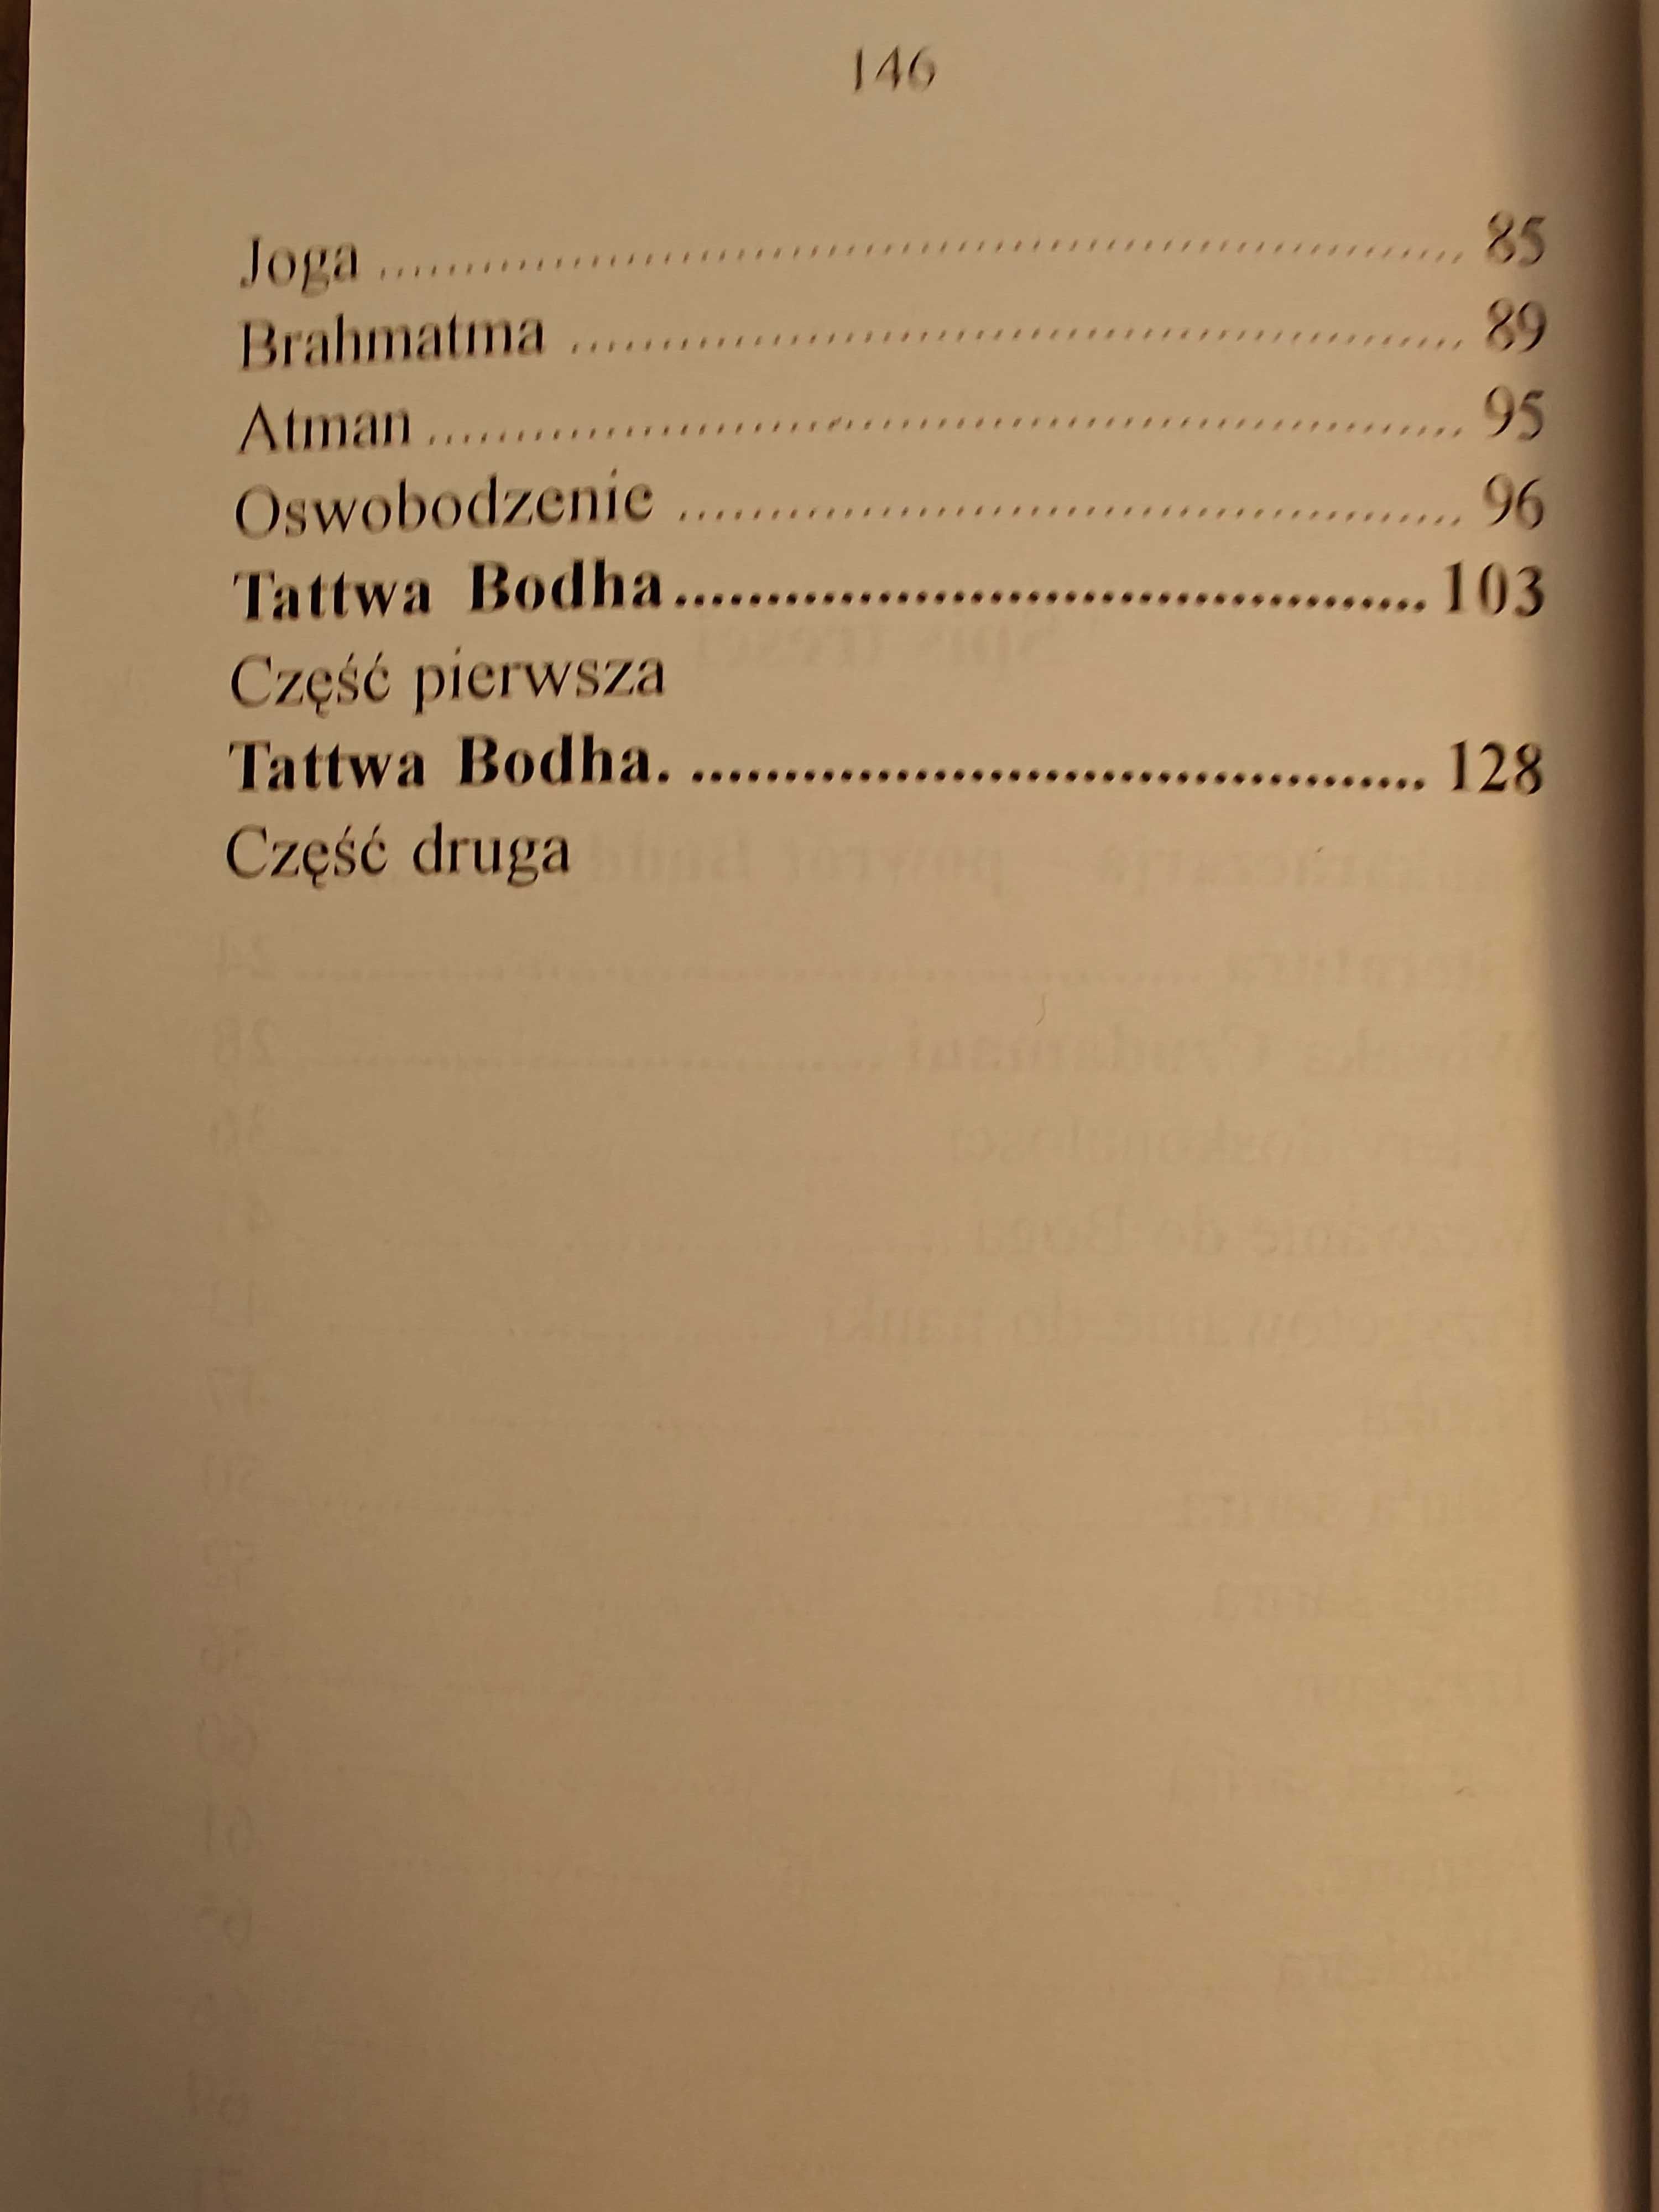 146
Joga ........................................................ 85
Brahmatma ................................................ 89
Atman ...................................................... 95
Oswobodzenie .......................................... 96
Tattwa Bodha......................................... 103
Część pierwsza
Tattwa Bodha. ....................................... 128
Część druga